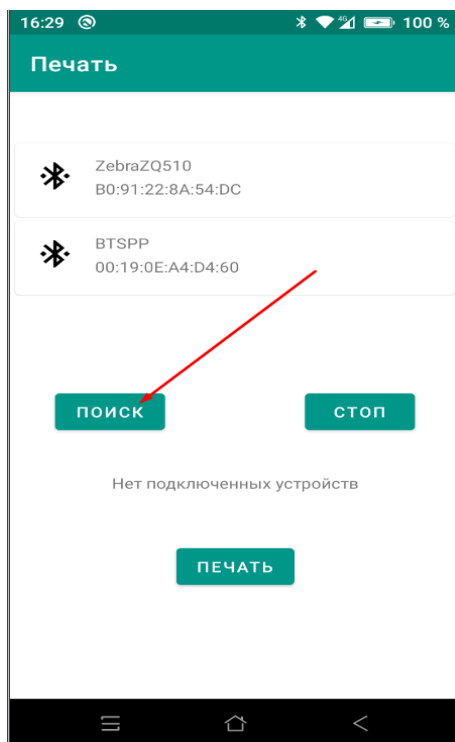 16:29 4G 100 %
Печать
ZebraZQ510
B0:91:22:8A:54:DC
BTSPP
00:19:0E:A4:D4:60
ПОИСК СТОП
Нет подключенных устройств
ПЕЧАТЬ